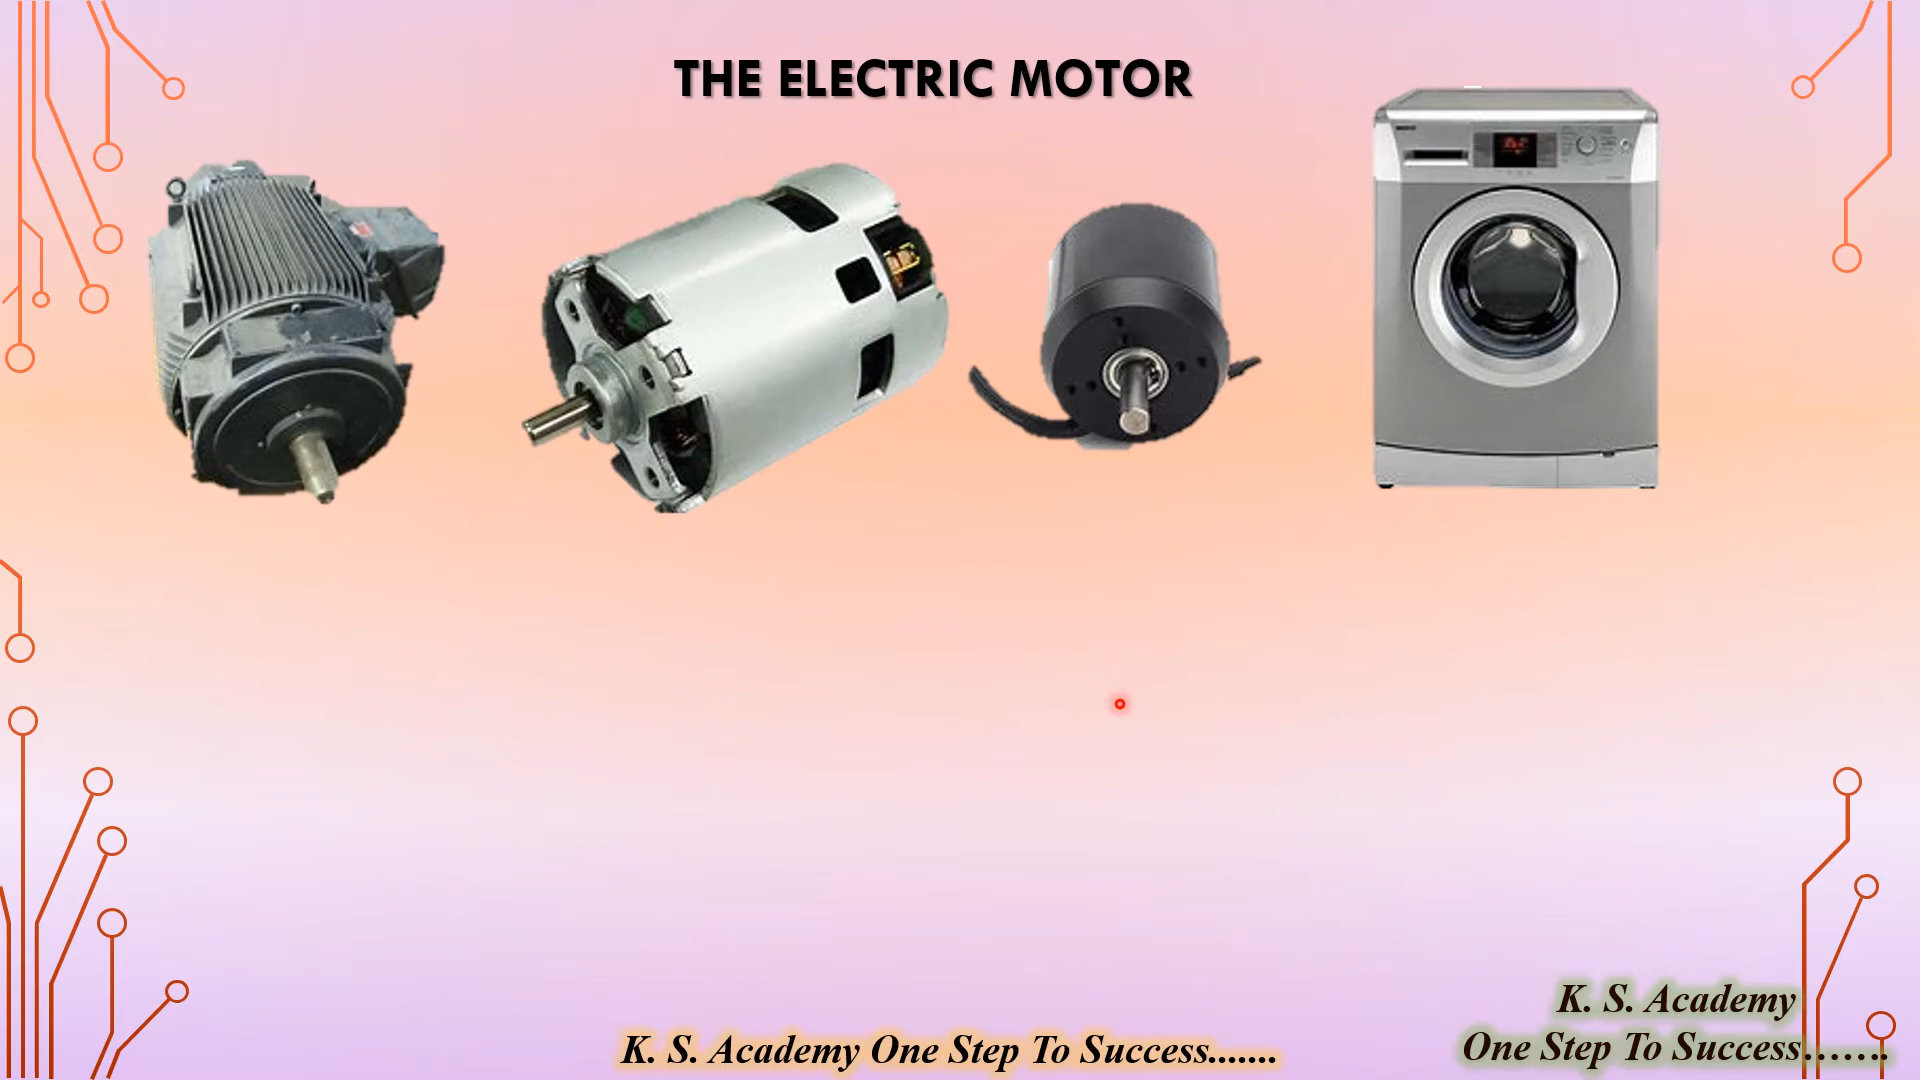 THE ELECTRIC MOTOR
K. S. Academy
One Step To Success.......
K. S. Academy One Step To Success.......